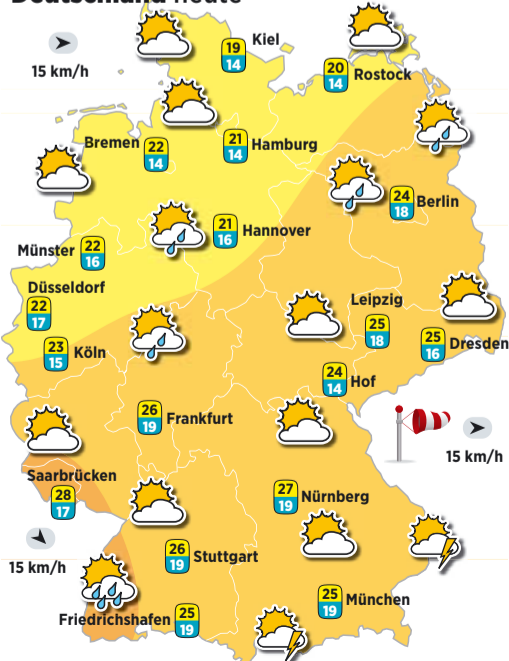 Deutschland heute
Kiel
19
14
15 km/h
20
14
Rostock
Bremen
22
14
21
14
Hamburg
24
18
Berlin
21
16
Hannover
Münster
22
16
Düsseldorf
22
17
Leipzig
25
18
25
16
Dresden
23
15
Köln
24
14
Hof
26
19
Frankfurt
15 km/h
Saarbrücken
28
17
27
19
Nürnberg
26
19
Stuttgart
15 km/h
25
19
München
Friedrichshafen
25
19